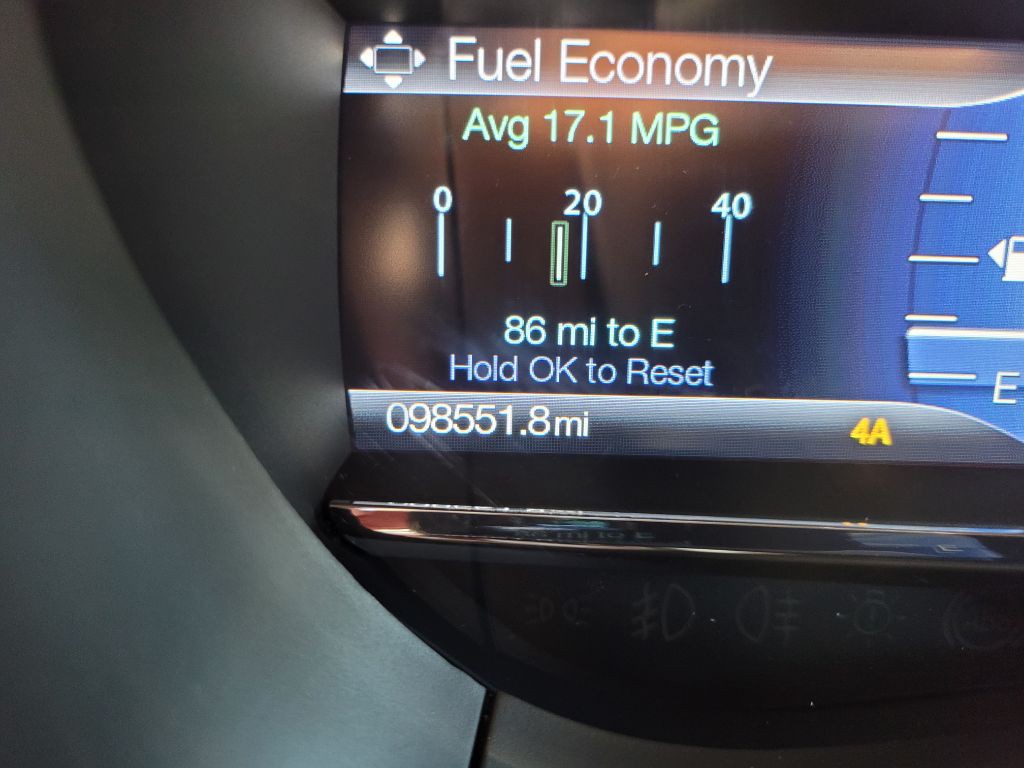 Fuel Economy
Avg 17.1 MPG
0 20 40
86 mi to E
Hold OK to Reset
E
098551.8mi
4A